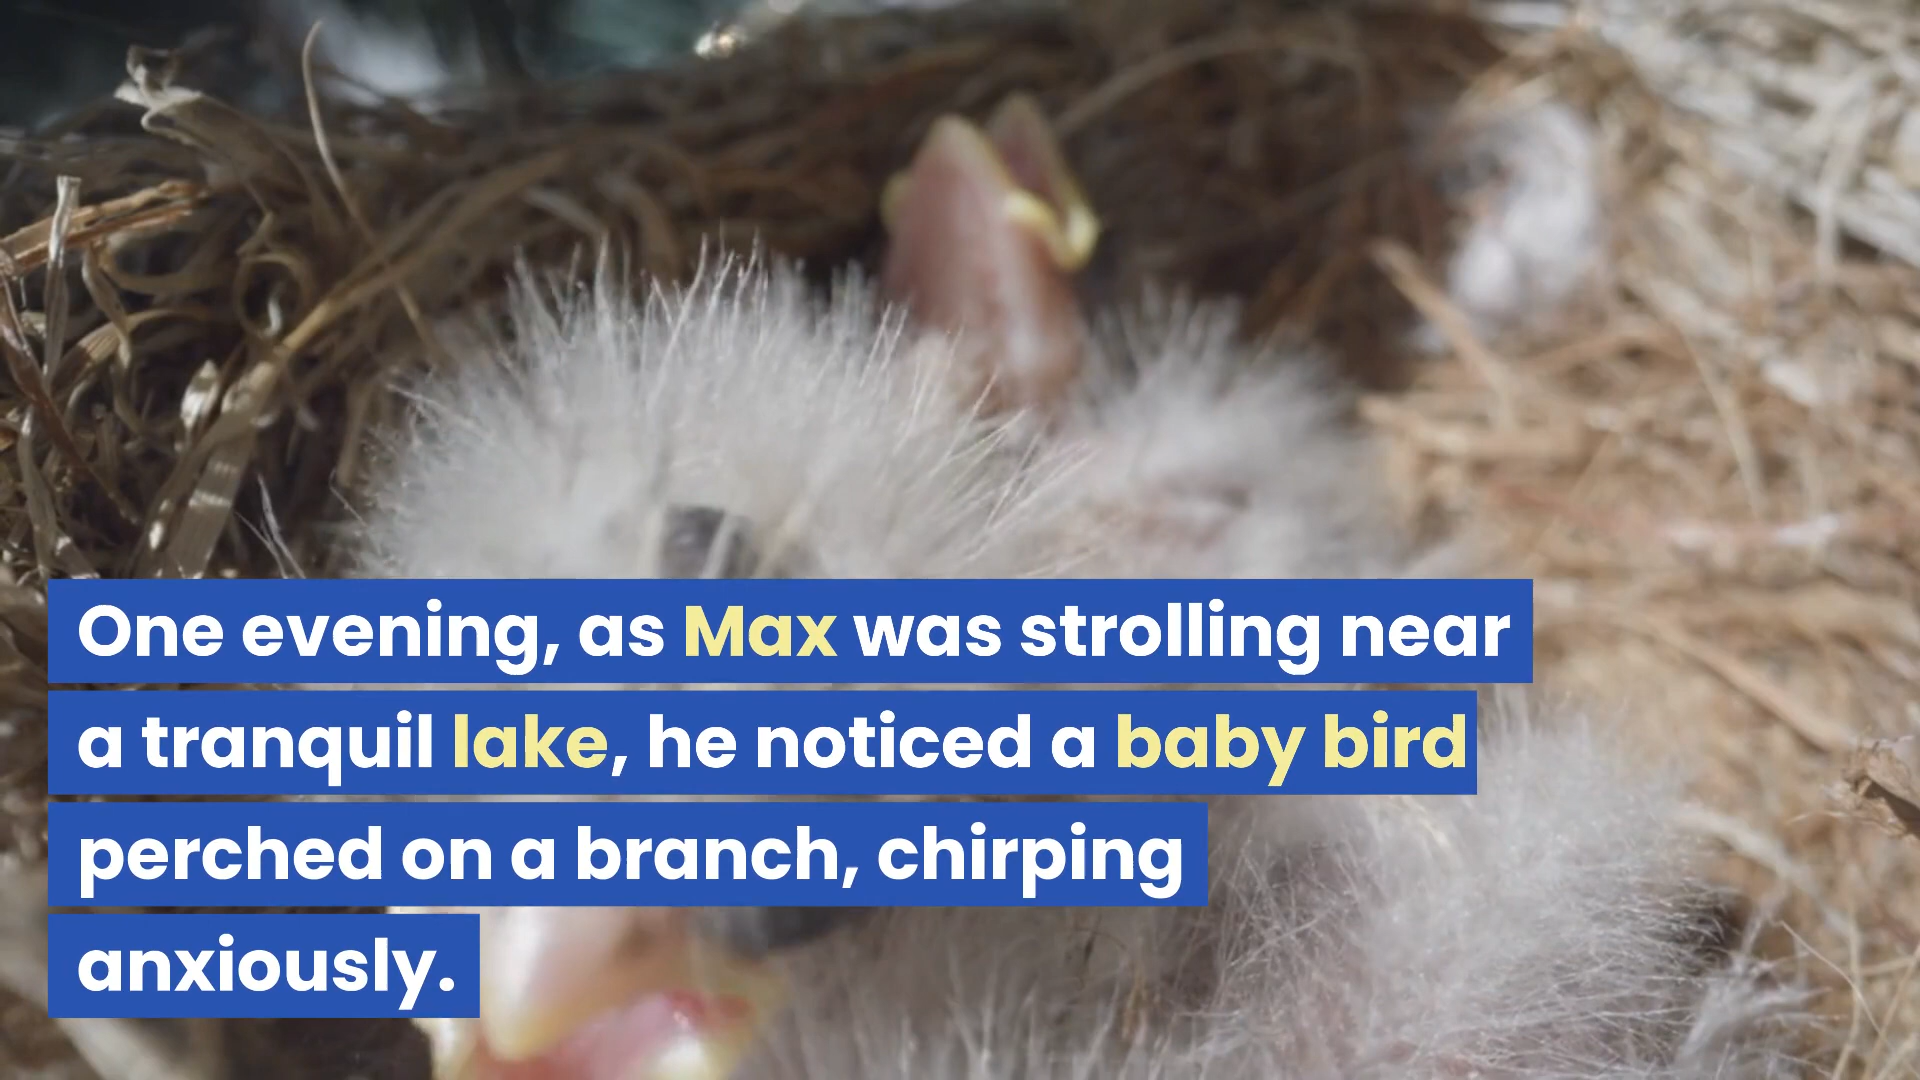 One evening, as Max was strolling near
a tranquil lake, he noticed a baby bird
perched on a branch, chirping
anxiously.